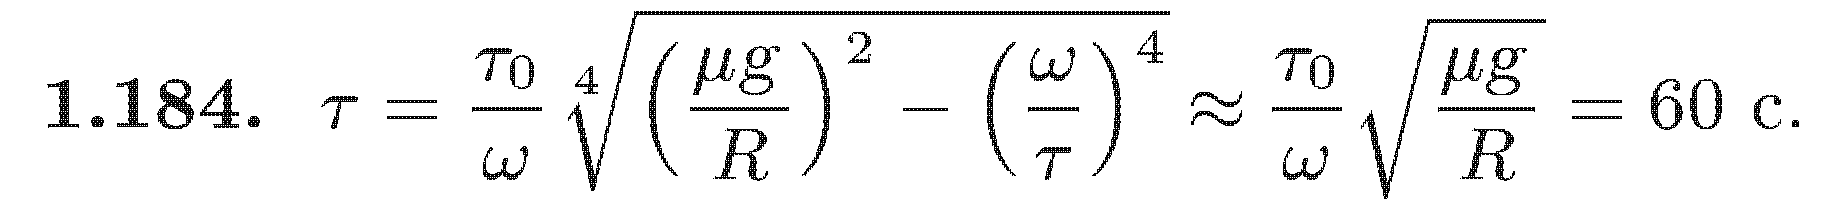 1.184. τ = τ₀/ω ⁴√((μg/R)² − (ω/τ)⁴) ≈ τ₀/ω √(μg/R) = 60 с.